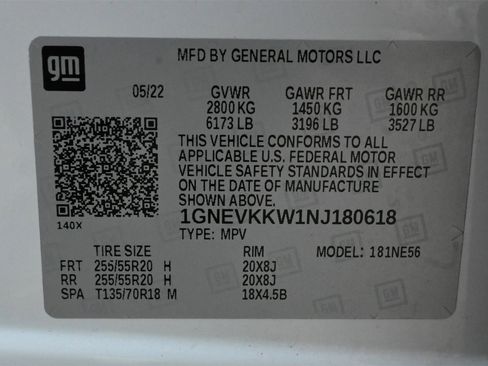 gm
MFD BY GENERAL MOTORS LLC
05/22 GVWR GAWR FRT GAWR RR
2800 KG 1450 KG 1600 KG
6173 LB 3196 LB 3527 LB
THIS VEHICLE CONFORMS TO ALL
APPLICABLE U.S. FEDERAL MOTOR
VEHICLE SAFETY STANDARDS IN EFFECT
ON THE DATE OF MANUFACTURE
SHOWN ABOVE.
140X 1GNEVKKW1NJ180618
TYPE: MPV
TIRE SIZE RIM MODEL: 181NE56
FRT 255/55R20 H 20X8J
RR 255/55R20 H 20X8J
SPA T135/70R18 M 18X4.5B